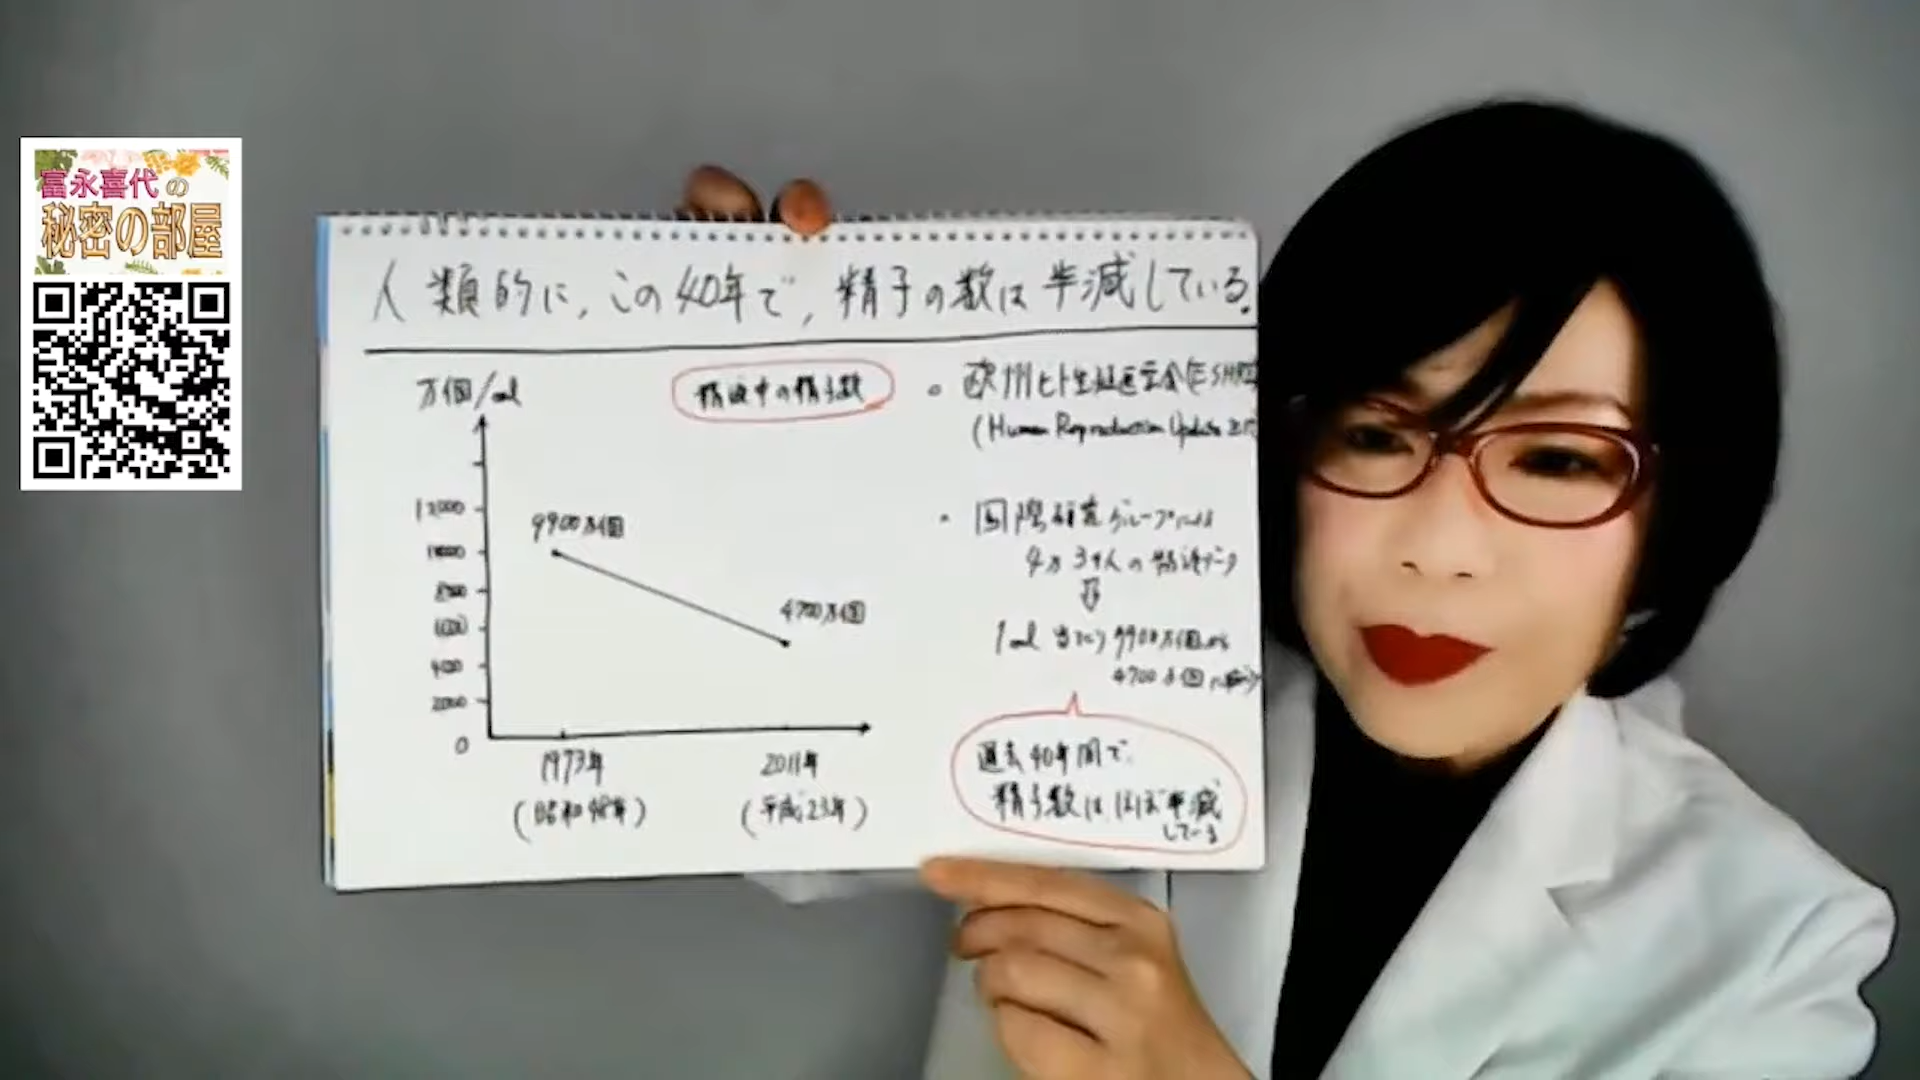 富永喜代の
秘密の部屋
人類的に、この40年で、精子の数は半減している。
万個/ml
精液中の精子数
12000
10000
8000
6000
4000
2000
0
9900万個
4700万個
1973年
(昭和48年)
2011年
(平成23年)
・欧州ヒト生殖医学会(ESHRE
(Human Reproduction Update
・国際研究グループによる
4万3千人の精液データ
⇩
1ml 当たり 9900万個から
4700万個に減少
過去40年間で、
精子数はほぼ半減
している